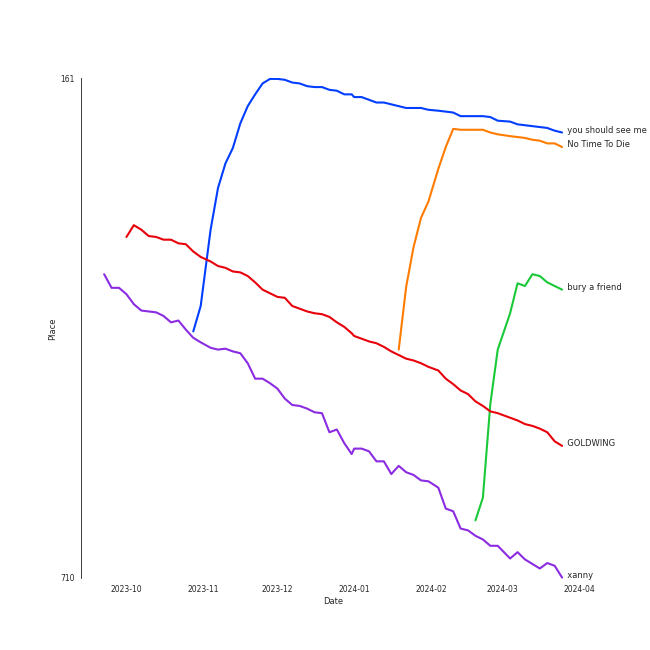 161
you should see me
No Time To Die
bury a friend
Place
GOLDWING
xanny
710
2023-10 2023-11 2023-12 2024-01 2024-02 2024-03 2024-04
Date